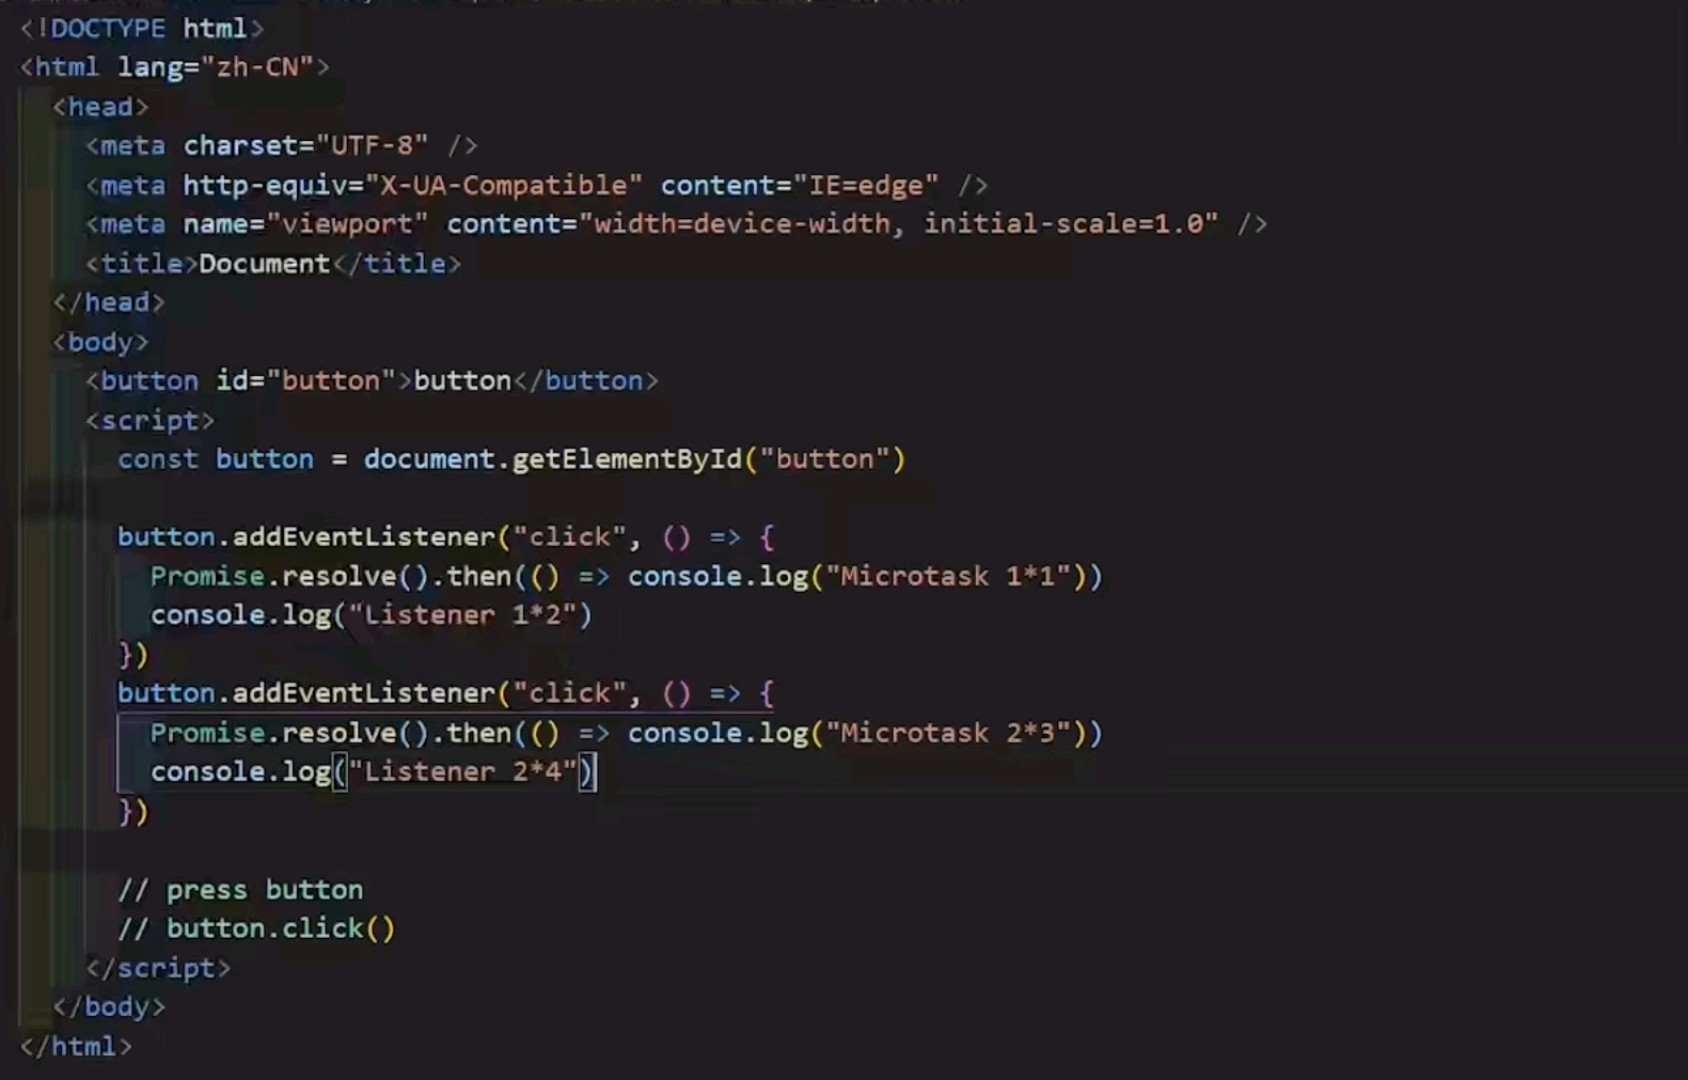 <!DOCTYPE html>
<html lang="zh-CN">
<head>
<meta charset="UTF-8" />
<meta http-equiv="X-UA-Compatible" content="IE=edge" />
<meta name="viewport" content="width=device-width, initial-scale=1.0" />
<title>Document</title>
</head>
<body>
<button id="button">button</button>
<script>
const button = document.getElementById("button")
button.addEventListener("click", () => {
Promise.resolve().then(() => console.log("Microtask 1*1"))
console.log("Listener 1*2")
})
button.addEventListener("click", () => {
Promise.resolve().then(() => console.log("Microtask 2*3"))
console.log("Listener 2*4")
})
// press button
// button.click()
</script>
</body>
</html>